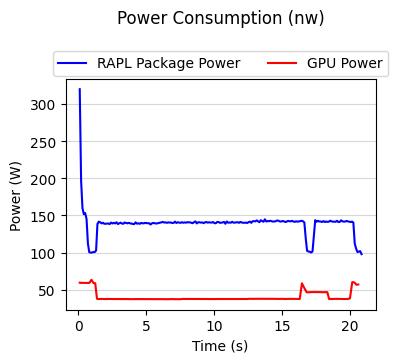 Power Consumption (nw)
RAPL Package Power
GPU Power
300
250
200
150
100
50
Power (W)
0
5
10
15
20
Time (s)